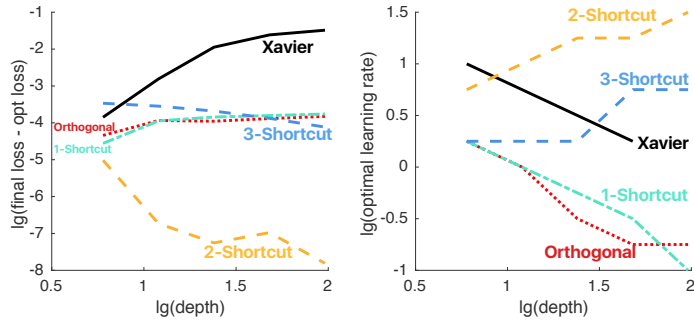 -1
-2
-3
-4
-5
-6
-7
-8
0.5
1
1.5
2
lg(depth)
lg(final loss - opt loss)
Xavier
Orthogonal
1-Shortcut
3-Shortcut
2-Shortcut
1.5
1
0.5
0
-0.5
-1
0.5
1
1.5
2
lg(depth)
lg(optimal learning rate)
2-Shortcut
3-Shortcut
Xavier
1-Shortcut
Orthogonal